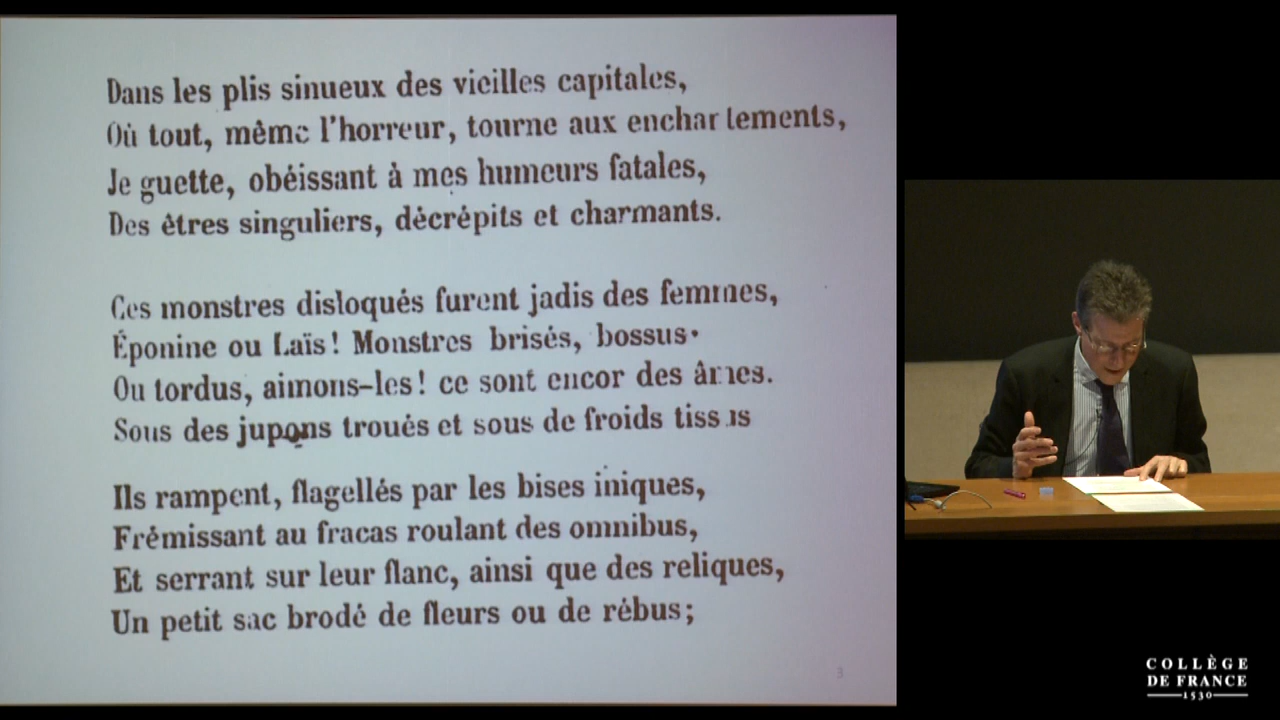 Dans les plis sinueux des vieilles capitales,
Où tout, même l'horreur, tourne aux enchantements,
Je guette, obéissant à mes humeurs fatales,
Des êtres singuliers, décrépits et charmants.
Ces monstres disloqués furent jadis des femmes,
Éponine ou Laïs! Monstres brisés, bossus
Ou tordus, aimons-les! ce sont encor des âmes.
Sous des jupons troués et sous de froids tissus
Ils rampent, flagellés par les bises iniques,
Frémissant au fracas roulant des omnibus,
Et serrant sur leur flanc, ainsi que des reliques,
Un petit sac brodé de fleurs ou de rébus;
3
COLLÈGE
DE FRANCE
1530